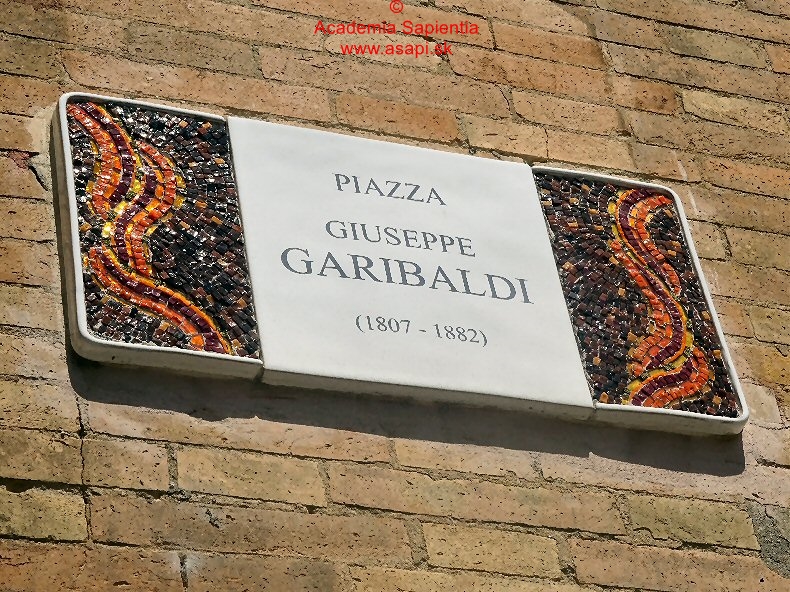 ©
Academia Sapientia
www.asapi.sk
PIAZZA
GIUSEPPE
GARIBALDI
(1807 - 1882)